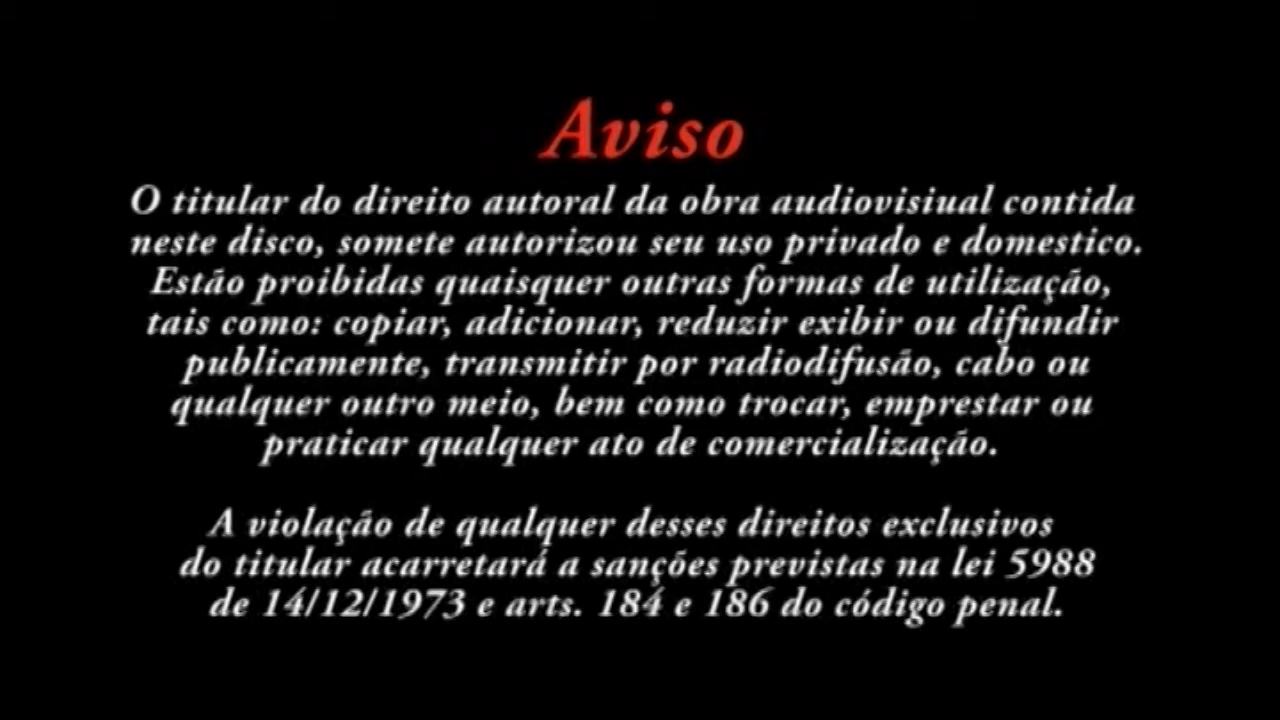 Aviso
O titular do direito autoral da obra audiovisiual contida
neste disco, somete autorizou seu uso privado e domestico.
Estão proibidas quaisquer outras formas de utilização,
tais como: copiar, adicionar, reduzir exibir ou difundir
publicamente, transmitir por radiodifusão, cabo ou
qualquer outro meio, bem como trocar, emprestar ou
praticar qualquer ato de comercialização.
A violação de qualquer desses direitos exclusivos
do titular acarretará a sanções previstas na lei 5988
de 14/12/1973 e arts. 184 e 186 do código penal.